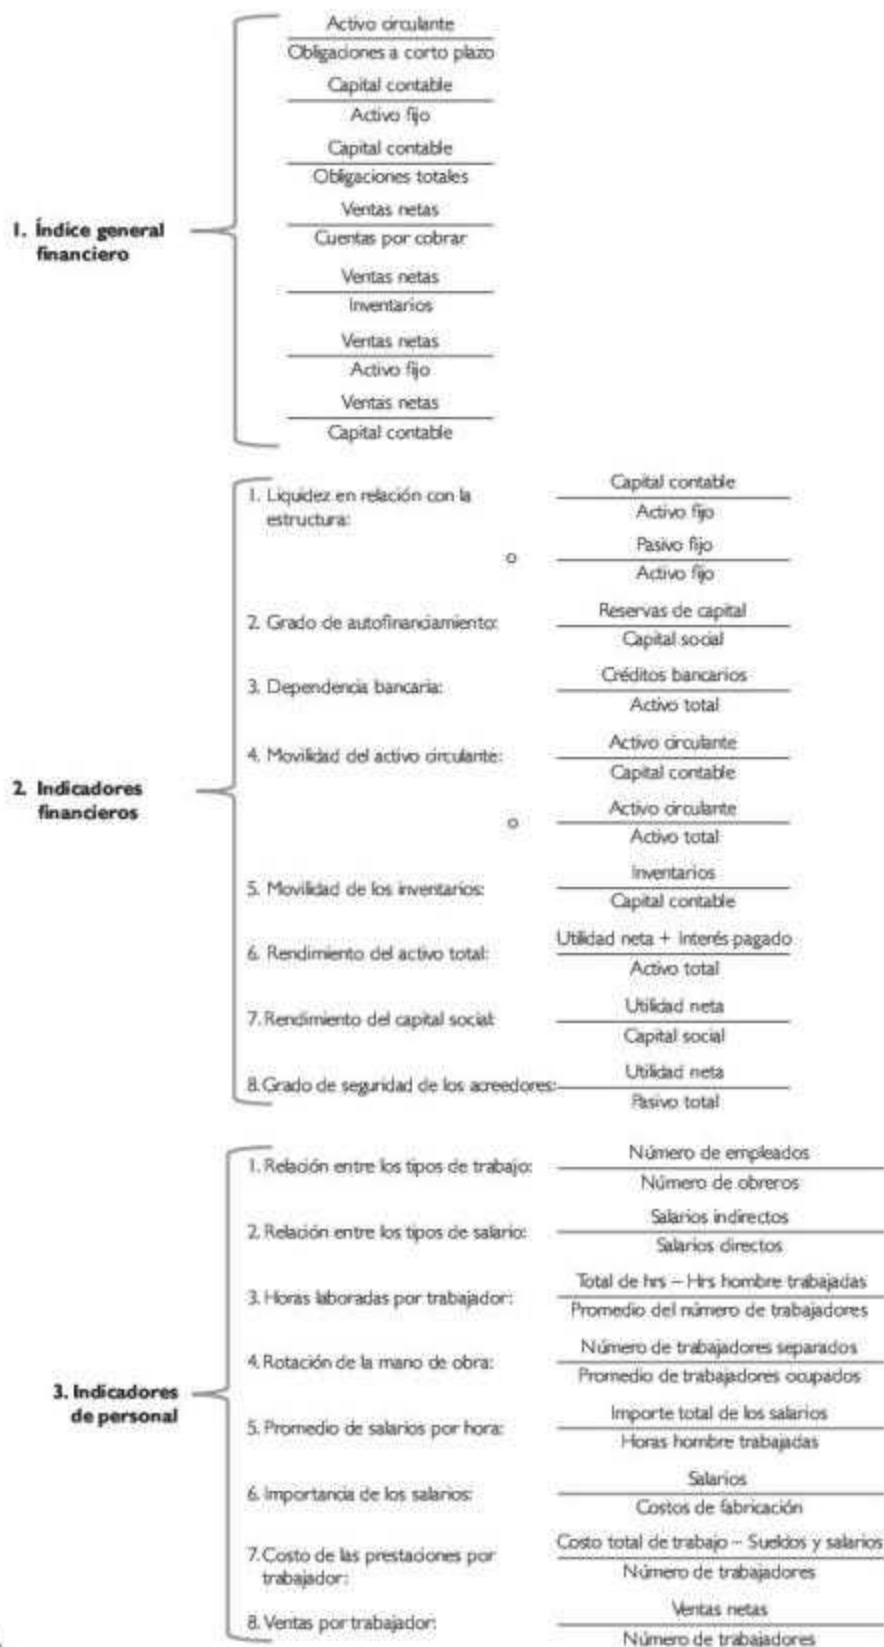 Activo circulante
Obligaciones a corto plazo
Capital contable
Activo fijo
Capital contable
Obligaciones totales
Ventas netas
Cuentas por cobrar
Ventas netas
Inventarios
Ventas netas
Activo fijo
Ventas netas
Capital contable
1. Índice general
financiero
1. Liquidez en relación con la
estructura:
Capital contable
Activo fijo
o
Pasivo fijo
Activo fijo
2. Grado de autofinanciamiento:
Reservas de capital
Capital social
3. Dependencia bancaria:
Créditos bancarios
Activo total
4. Movilidad del activo circulante:
Activo circulante
Capital contable
2. Indicadores
financieros
o
Activo circulante
Activo total
5. Movilidad de los inventarios:
Inventarios
Capital contable
6. Rendimiento del activo total:
Utilidad neta + Interés pagado
Activo total
7. Rendimiento del capital social:
Utilidad neta
Capital social
8. Grado de seguridad de los acreedores:
Utilidad neta
Pasivo total
1. Relación entre los tipos de trabajo:
Número de empleados
Número de obreros
2. Relación entre los tipos de salario:
Salarios indirectos
Salarios directos
3. Horas laboradas por trabajador:
Total de hrs – Hrs hombre trabajadas
Promedio del número de trabajadores
4. Rotación de la mano de obra:
Número de trabajadores separados
Promedio de trabajadores ocupados
3. Indicadores
de personal
5. Promedio de salarios por hora:
Importe total de los salarios
Horas hombre trabajadas
6. Importancia de los salarios:
Salarios
Costos de fabricación
7. Costo de las prestaciones por
trabajador:
Costo total de trabajo – Sueldos y salarios
Número de trabajadores
8. Ventas por trabajador:
Ventas netas
Número de trabajadores